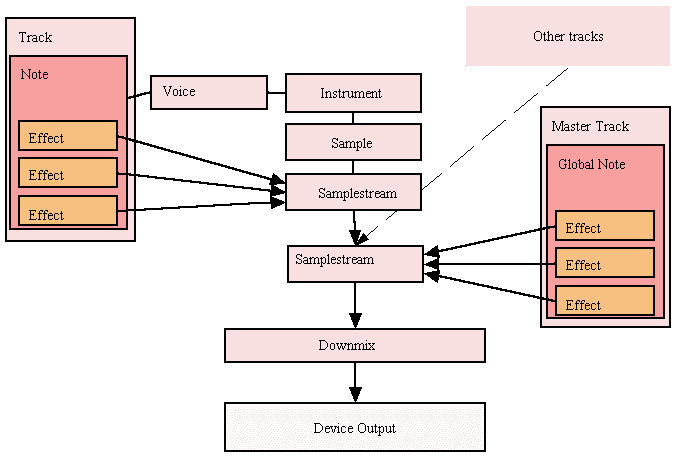 Track
Note
Effect
Effect
Effect
Voice
Instrument
Sample
Samplestream
Samplestream
Other tracks
Master Track
Global Note
Effect
Effect
Effect
Downmix
Device Output